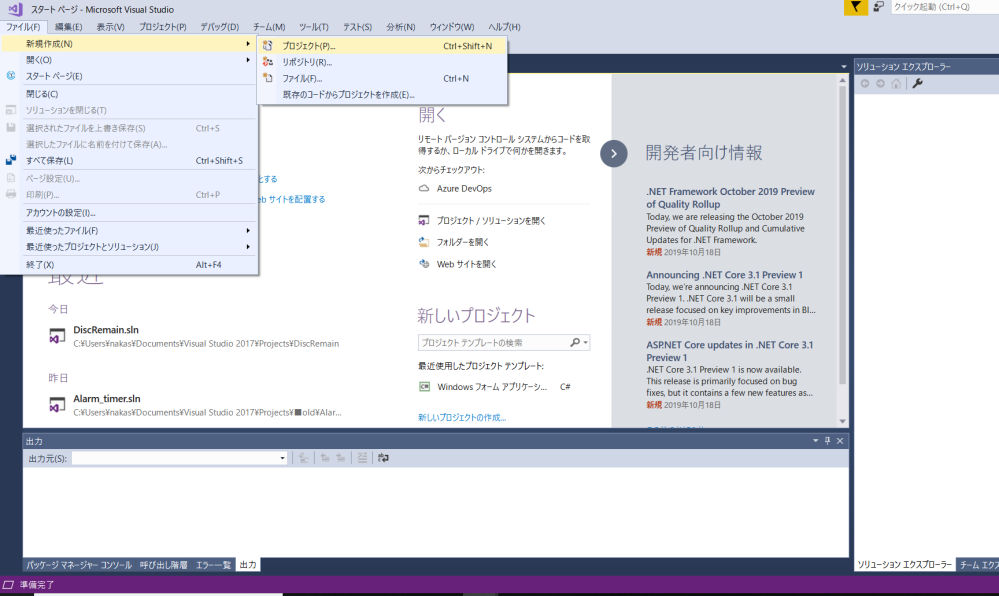 スタート ページ - Microsoft Visual Studio
クイック起動 (Ctrl+Q)
ファイル(F) 編集(E) 表示(V) プロジェクト(P) デバッグ(D) チーム(M) ツール(T) テスト(S) 分析(N) ウィンドウ(W) ヘルプ(H)
新規作成(N)
開く(O)
スタート ページ(E)
閉じる(C)
ソリューションを閉じる(T)
選択されたファイルを上書き保存(S) Ctrl+S
選択したファイルに名前を付けて保存(A)...
すべて保存(L) Ctrl+Shift+S
ページ設定(U)...
印刷(P)... Ctrl+P
アカウントの設定(I)...
最近使ったファイル(F)
最近使ったプロジェクトとソリューション(J)
終了(X) Alt+F4
プロジェクト(P)... Ctrl+Shift+N
リポジトリ(R)...
ファイル(F)... Ctrl+N
既存のコードからプロジェクトを作成(E)...
化する
eb サイトを配置する
最近
今日
DiscRemain.sln
C:¥Users¥nakas¥Documents¥Visual Studio 2017¥Projects¥DiscRemain
昨日
Alarm_timer.sln
C:¥Users¥nakas¥Documents¥Visual Studio 2017¥Projects¥■old¥Alar...
開く
リモート バージョン コントロール システムからコードを取
得するか、ローカル ドライブで何かを開きます。
次からチェックアウト:
Azure DevOps
プロジェクト / ソリューションを開く
フォルダーを開く
Web サイトを開く
新しいプロジェクト
プロジェクト テンプレートの検索
最近使用したプロジェクト テンプレート:
Windows フォーム アプリケーシ... C#
新しいプロジェクトの作成...
開発者向け情報
.NET Framework October 2019 Preview
of Quality Rollup
Today, we are releasing the October 2019
Preview of Quality Rollup and Cumulative
Updates for .NET Framework.
新規 2019年10月18日
Announcing .NET Core 3.1 Preview 1
Today, we're announcing .NET Core 3.1
Preview 1. .NET Core 3.1 will be a small
release focused on key improvements in Bl...
新規 2019年10月18日
ASP.NET Core updates in .NET Core 3.1
Preview 1
.NET Core 3.1 Preview 1 is now available.
This release is primarily focused on bug
fixes, but it contains a few new features as...
新規 2019年10月18日
ソリューション エクスプローラー
出力
出力元(S):
パッケージ マネージャー コンソール 呼び出し階層 エラー一覧 出力
ソリューション エクスプローラー チーム エクス
準備完了